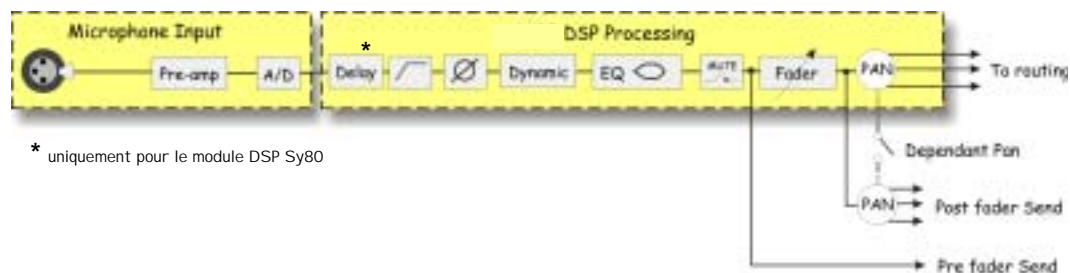 Microphone Input
DSP Processing
*
Pre-amp
A/D
Delay
Ø
Dynamic
EQ
MUTE
Fader
PAN
To routing
* uniquement pour le module DSP Sy80
Dependant Pan
PAN
Post fader Send
Pre fader Send